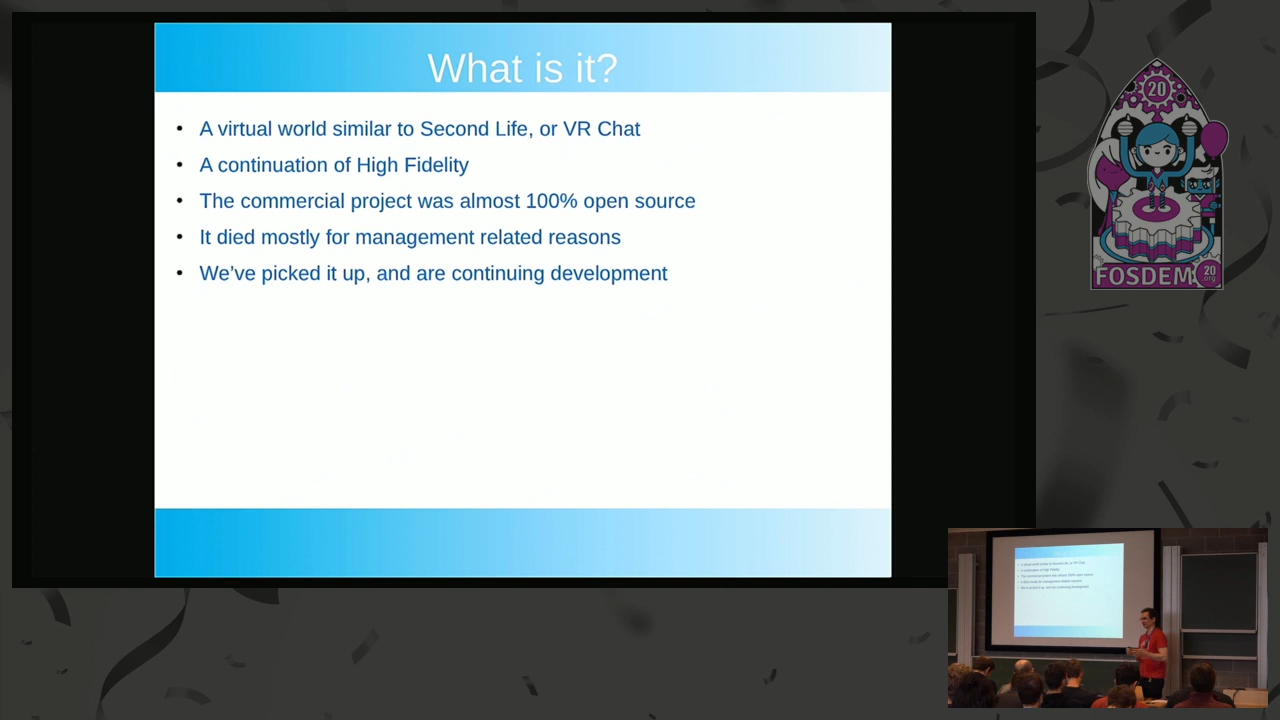 What is it?
• A virtual world similar to Second Life, or VR Chat
• A continuation of High Fidelity
• The commercial project was almost 100% open source
• It died mostly for management related reasons
• We’ve picked it up, and are continuing development
20
FOSDEM
20
.org